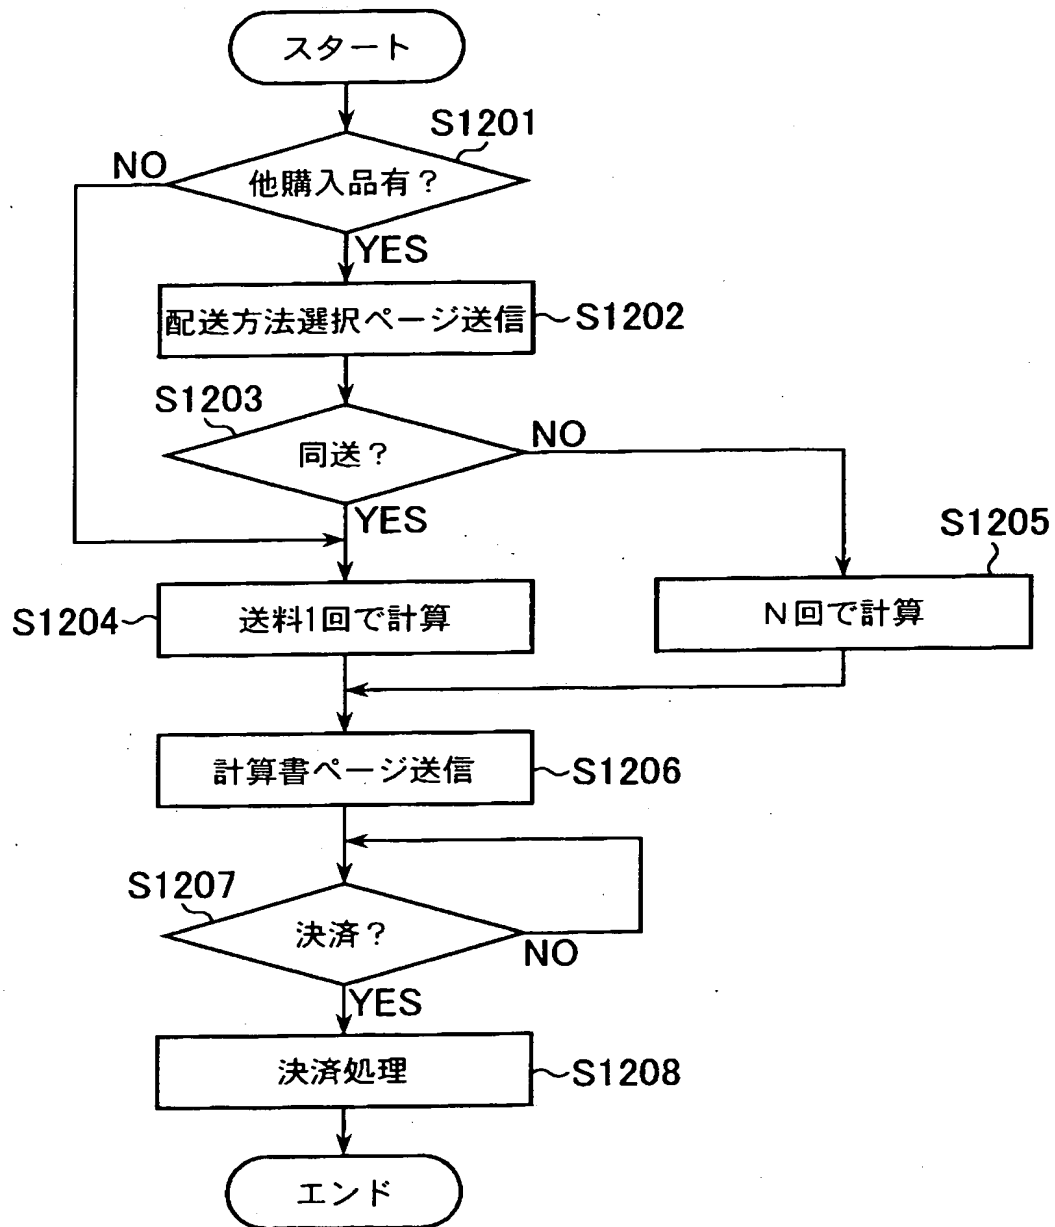 スタート
S1201
NO
他購入品有?
YES
配送方法選択ページ送信
S1202
S1203
同送?
NO
YES
S1205
S1204
送料1回で計算
N回で計算
計算書ページ送信
S1206
S1207
決済?
NO
YES
決済処理
S1208
エンド